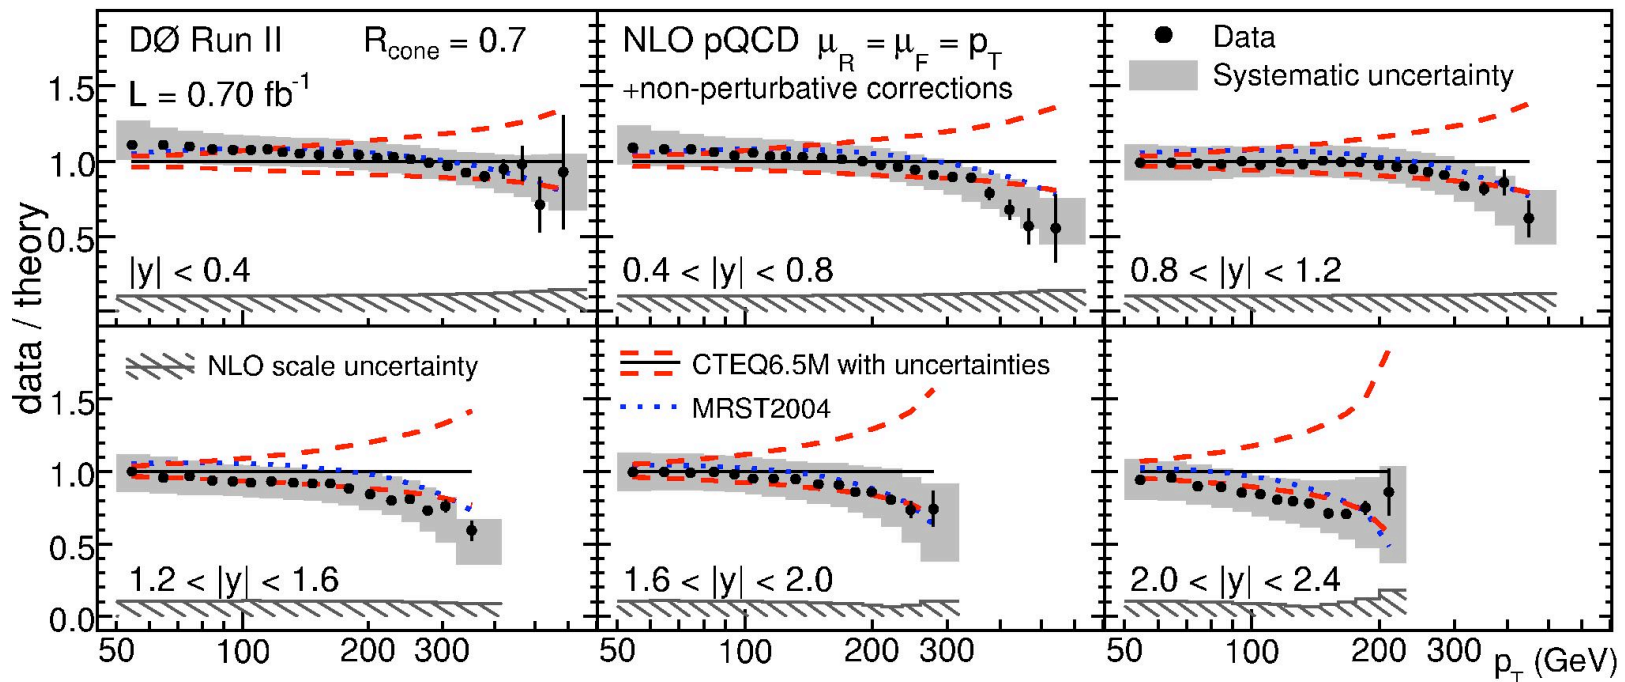 DØ Run II R_cone = 0.7
L = 0.70 fb⁻¹
NLO pQCD μ_R = μ_F = p_T
+non-perturbative corrections
Data
Systematic uncertainty
1.5
1.0
0.5
|y| < 0.4
0.4 < |y| < 0.8
0.8 < |y| < 1.2
data / theory
data / theory
NLO scale uncertainty
CTEQ6.5M with uncertainties
MRST2004
1.5
1.0
0.5
0.0
1.2 < |y| < 1.6
1.6 < |y| < 2.0
2.0 < |y| < 2.4
50 100 200 300 50 100 200 300 50 100 200 300 p_T (GeV)